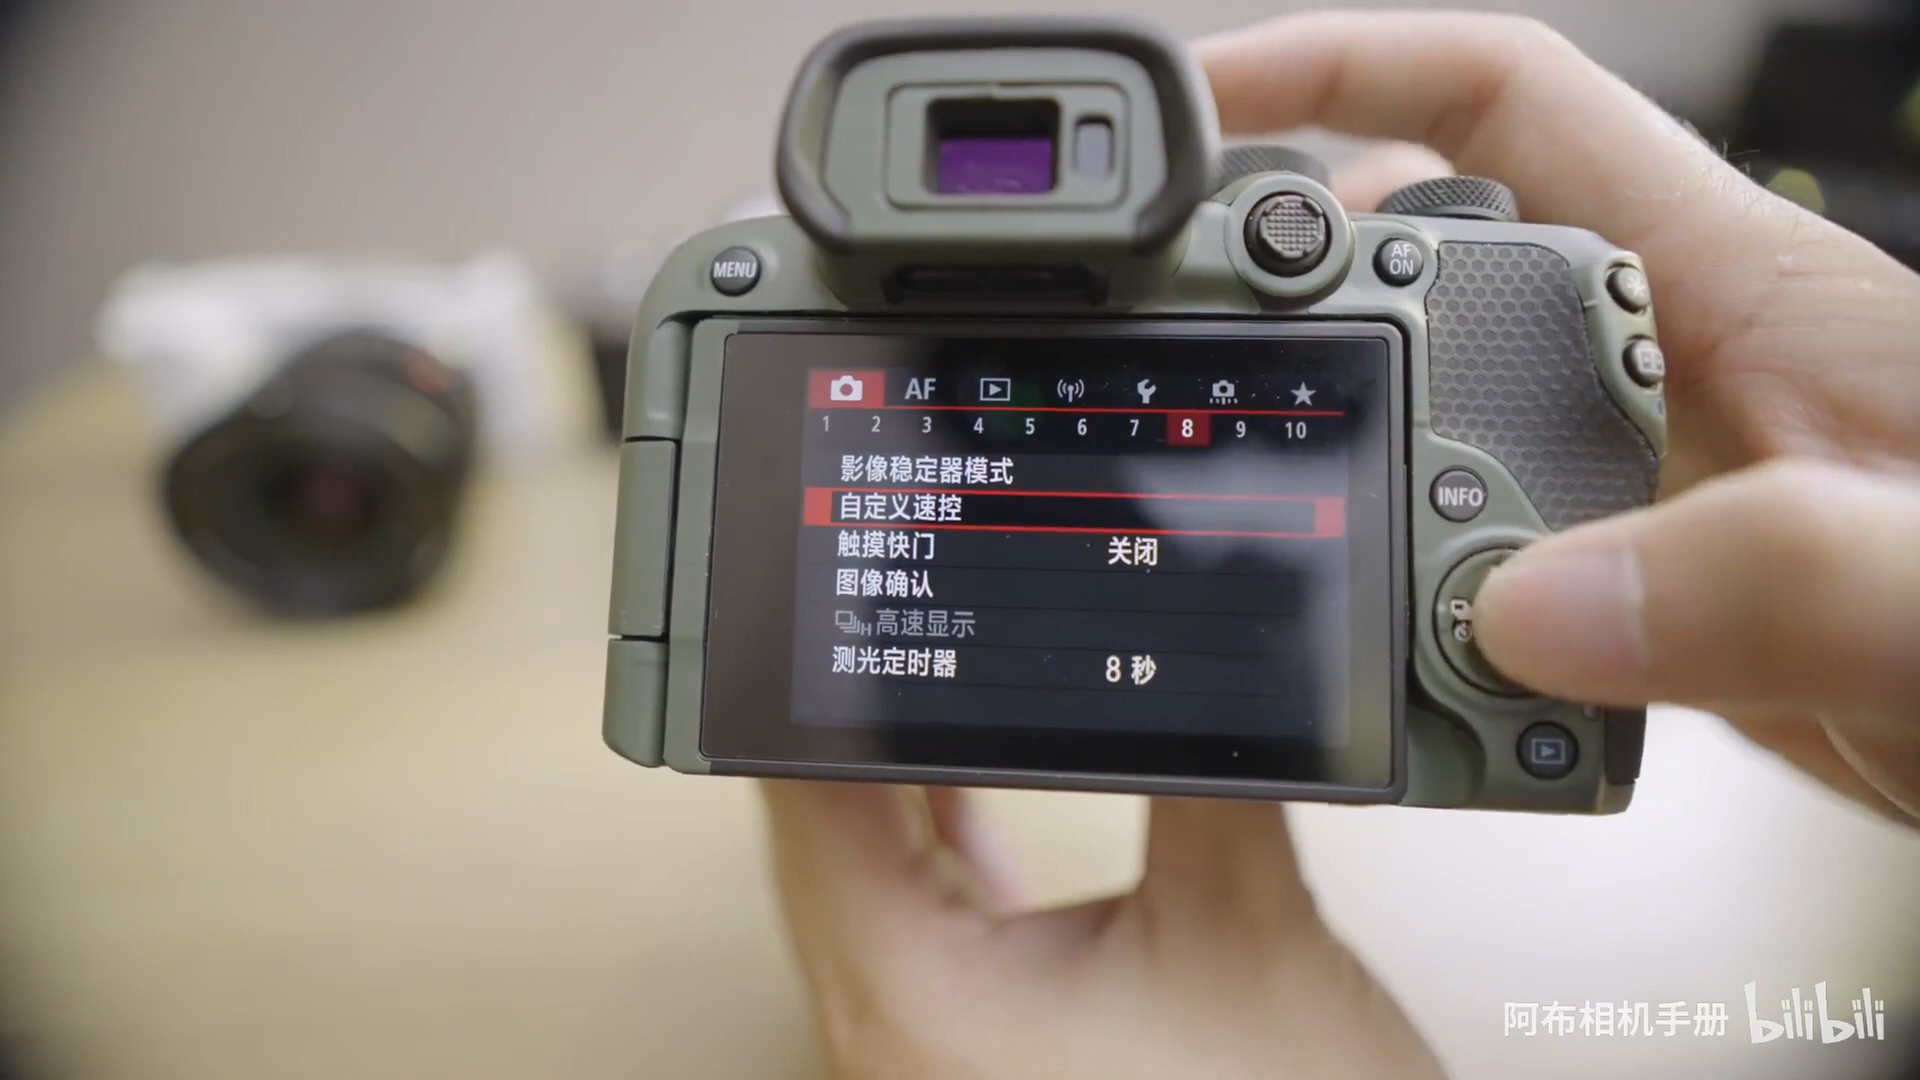 MENU
AF
ON
AF
1 2 3 4 5 6 7 8 9 10
影像稳定器模式
自定义速控
触摸快门 关闭
图像确认
H高速显示
测光定时器 8 秒
INFO
阿布相机手册 bilibili